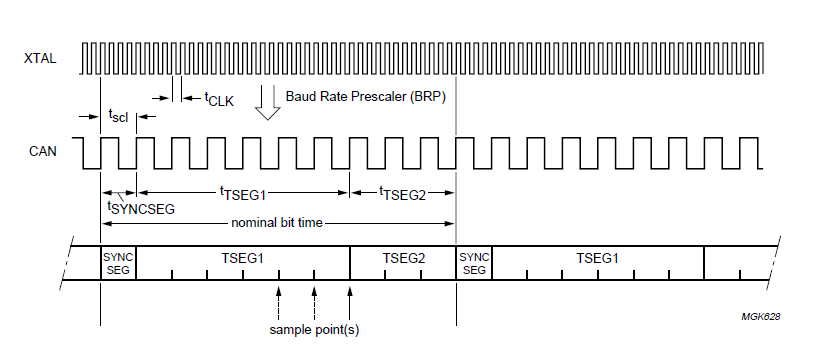 XTAL
tCLK
Baud Rate Prescaler (BRP)
tscl
CAN
tTSEG1
tTSEG2
tSYNCSEG
nominal bit time
SYNC
SEG
TSEG1
TSEG2
SYNC
SEG
TSEG1
sample point(s)
MGK628